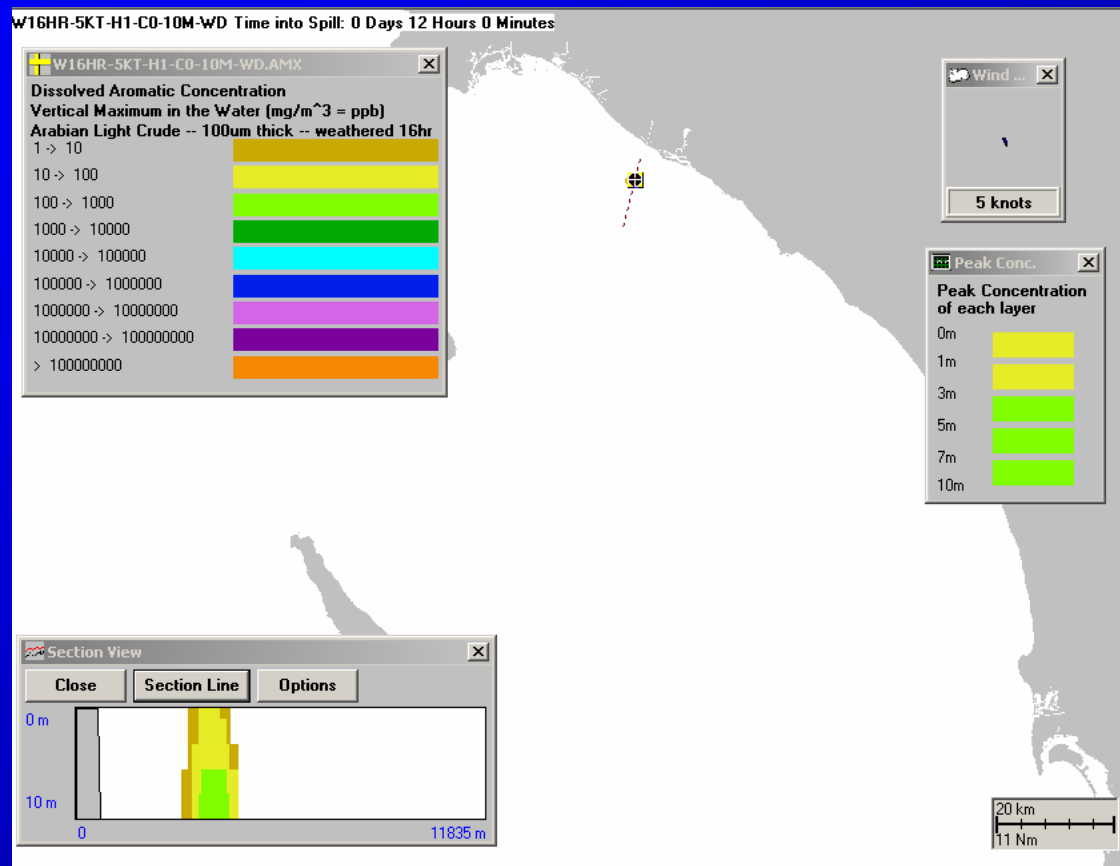 W16HR-5KT-H1-C0-10M-WD Time into Spill: 0 Days 12 Hours 0 Minutes
W16HR-5KT-H1-C0-10M-WD.AMX
Dissolved Aromatic Concentration
Vertical Maximum in the Water (mg/m^3 = ppb)
Arabian Light Crude -- 100um thick -- weathered 16hr
1 -> 10
10 -> 100
100 -> 1000
1000 -> 10000
10000 -> 100000
100000 -> 1000000
1000000 -> 10000000
10000000 -> 100000000
> 100000000
Wind ...
5 knots
Peak Conc.
Peak Concentration
of each layer
0m
1m
3m
5m
7m
10m
Section View
Close Section Line Options
0 m
10 m
0 11835 m
20 km
11 Nm